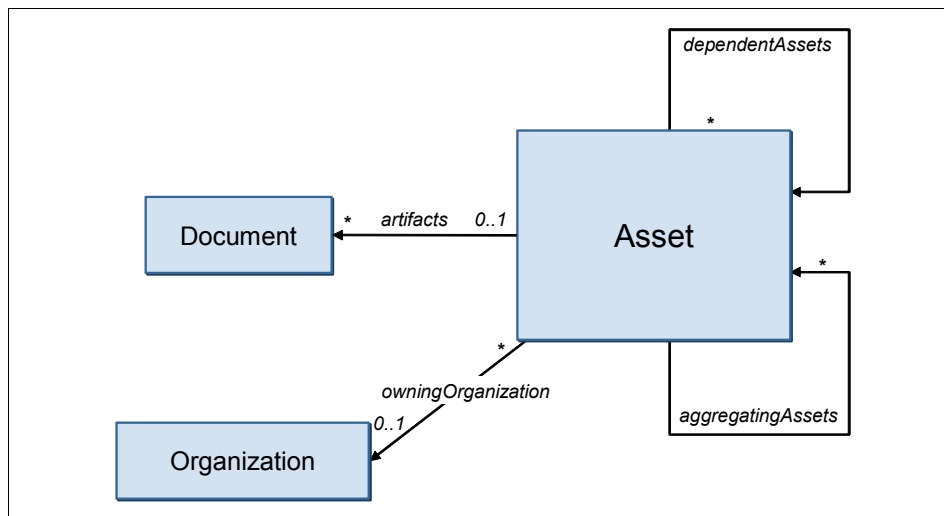 dependentAssets
*
Document
* artifacts 0..1
Asset
*
*
owningOrganization
0..1
aggregatingAssets
Organization